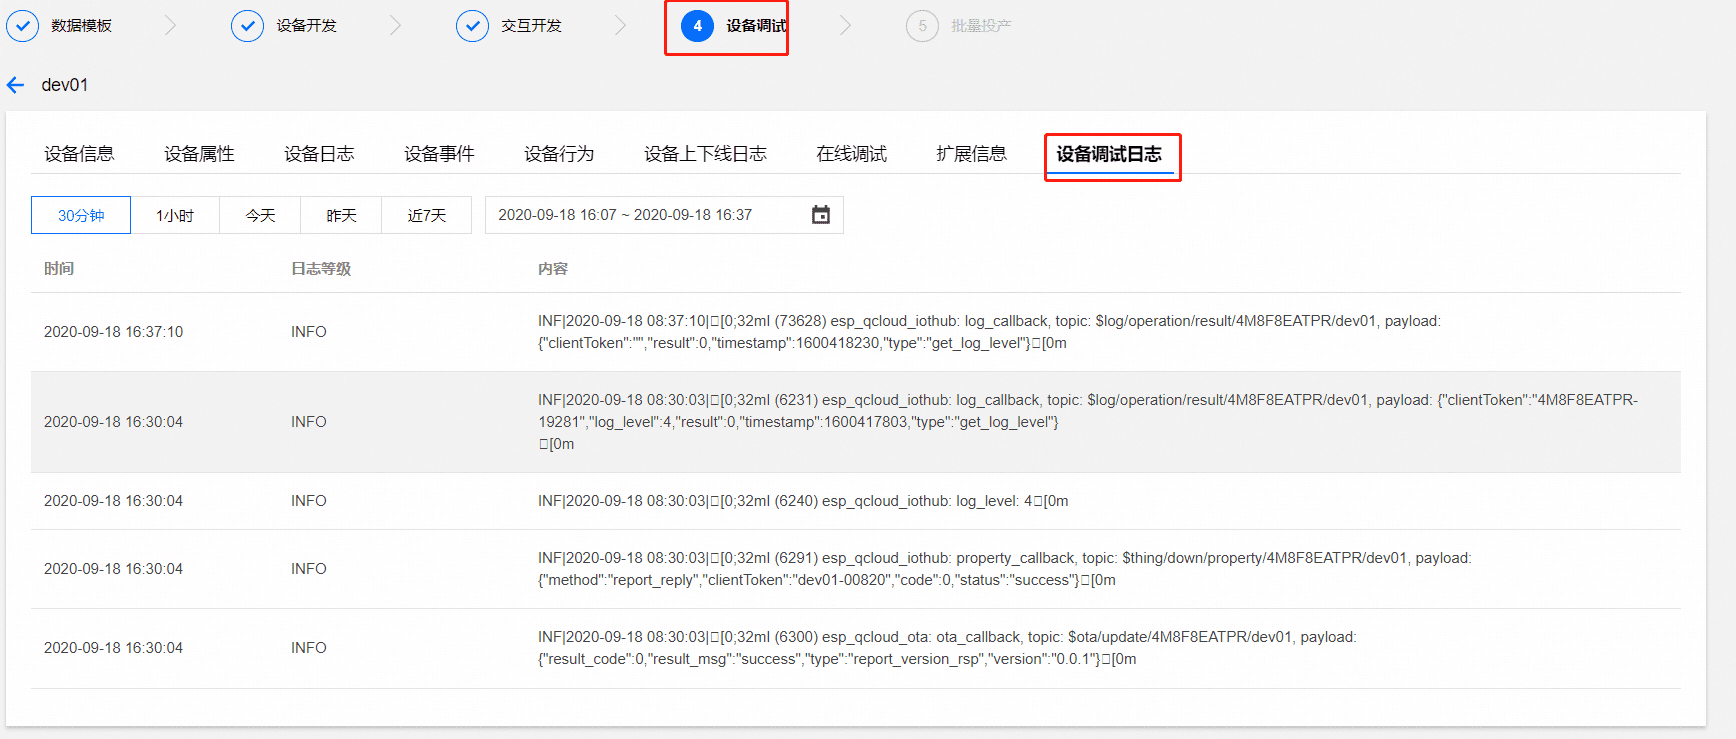 数据模板
设备开发
交互开发
4 设备调试
5 批量投产
dev01
设备信息 设备属性 设备日志 设备事件 设备行为 设备上下线日志 在线调试 扩展信息 设备调试日志
30分钟 1小时 今天 昨天 近7天 2020-09-18 16:07 ~ 2020-09-18 16:37
时间 日志等级 内容
2020-09-18 16:37:10 INFO INF|2020-09-18 08:37:10|□[0;32mI (73628) esp_qcloud_iothub: log_callback, topic: $log/operation/result/4M8F8EATPR/dev01, payload:
{"clientToken":"","result":0,"timestamp":1600418230,"type":"get_log_level"}□[0m
2020-09-18 16:30:04 INFO INF|2020-09-18 08:30:03|□[0;32mI (6231) esp_qcloud_iothub: log_callback, topic: $log/operation/result/4M8F8EATPR/dev01, payload: {"clientToken":"4M8F8EATPR-
19281","log_level":4,"result":0,"timestamp":1600417803,"type":"get_log_level"}
□[0m
2020-09-18 16:30:04 INFO INF|2020-09-18 08:30:03|□[0;32mI (6240) esp_qcloud_iothub: log_level: 4□[0m
2020-09-18 16:30:04 INFO INF|2020-09-18 08:30:03|□[0;32mI (6291) esp_qcloud_iothub: property_callback, topic: $thing/down/property/4M8F8EATPR/dev01, payload:
{"method":"report_reply","clientToken":"dev01-00820","code":0,"status":"success"}□[0m
2020-09-18 16:30:04 INFO INF|2020-09-18 08:30:03|□[0;32mI (6300) esp_qcloud_ota: ota_callback, topic: $ota/update/4M8F8EATPR/dev01, payload:
{"result_code":0,"result_msg":"success","type":"report_version_rsp","version":"0.0.1"}□[0m